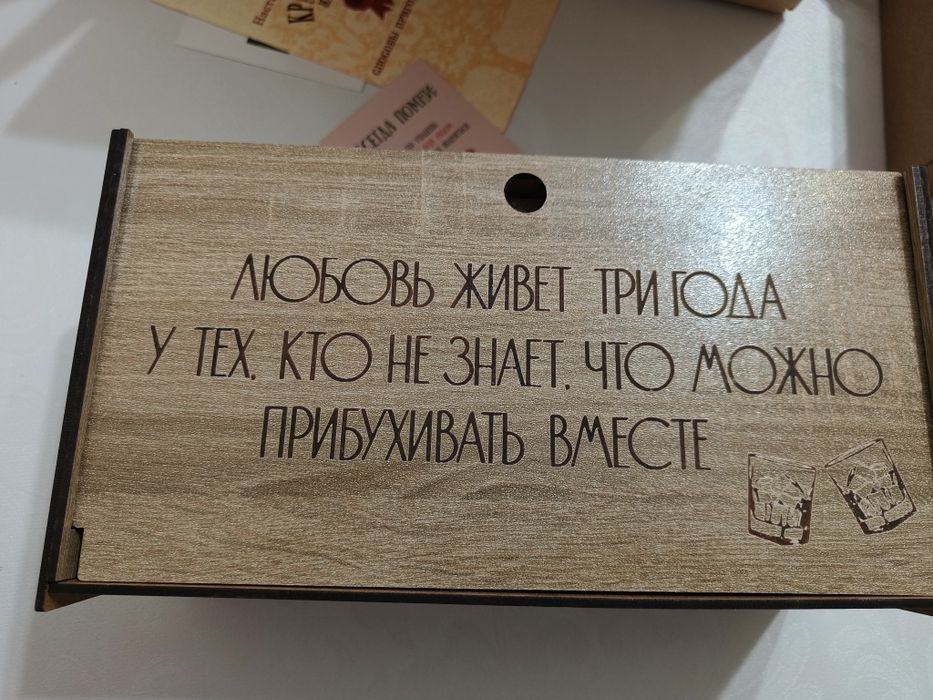 ЛЮБОВЬ ЖИВЕТ ТРИ ГОДА
У ТЕХ, КТО НЕ ЗНАЕТ, ЧТО МОЖНО
ПРИБУХИВАТЬ ВМЕСТЕ